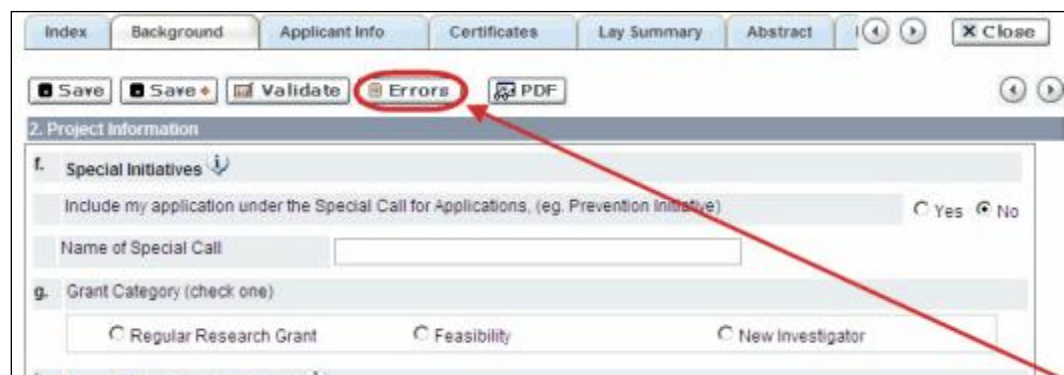 Index Background Applicant Info Certificates Lay Summary Abstract Close
Save Save Validate Errors PDF
2. Project Information
f. Special Initiatives
Include my application under the Special Call for Applications, (eg. Prevention Initiative) Yes No
Name of Special Call
g. Grant Category (check one)
Regular Research Grant Feasibility New Investigator